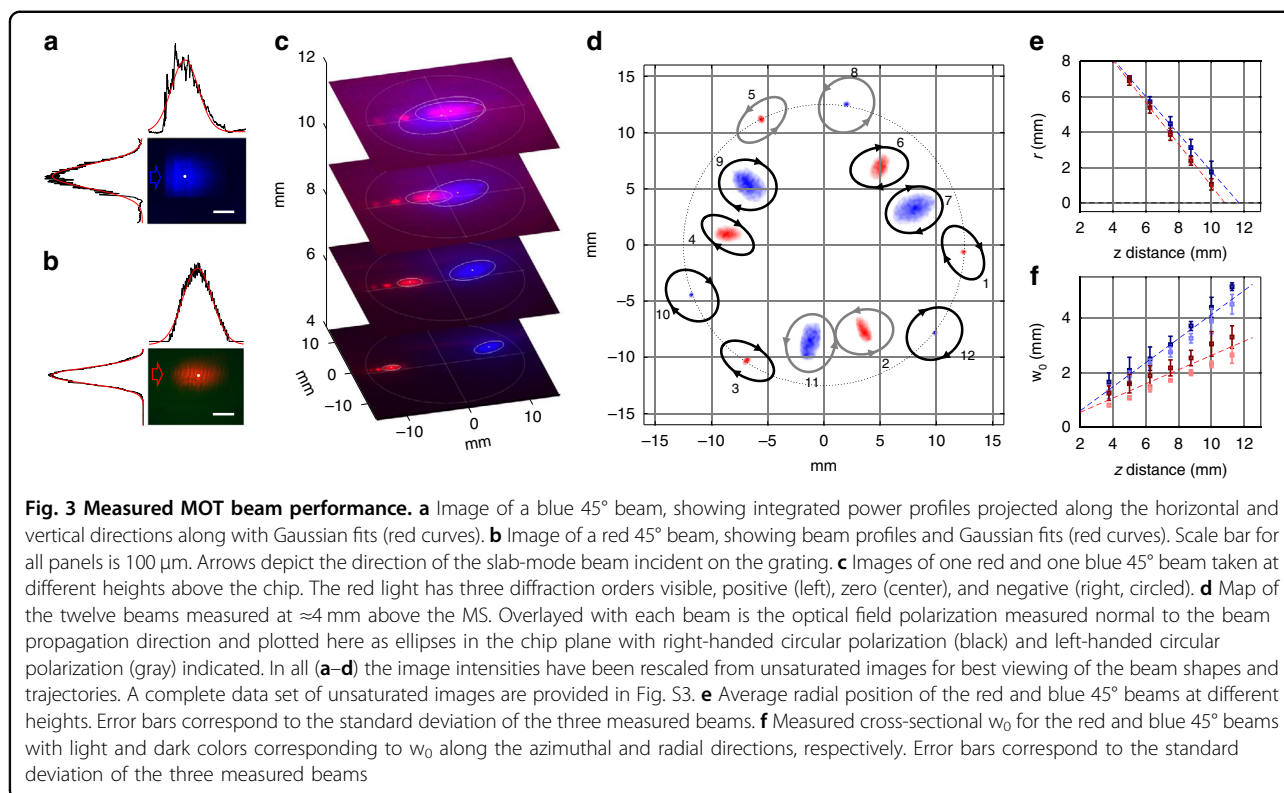 a
b
c
12
10
8
6
4
mm
10
0
−10
mm
−10
0
10
mm
d
15
10
5
0
−5
−10
−15
mm
−15
−10
−5
0
5
10
15
mm
5
8
6
9
7
4
1
10
3
11
2
12
e
8
6
4
2
0
r (mm)
2
4
6
8
10
12
z distance (mm)
f
4
2
0
w0 (mm)
2
4
6
8
10
12
z distance (mm)
Fig. 3 Measured MOT beam performance. a Image of a blue 45° beam, showing integrated power profiles projected along the horizontal and
vertical directions along with Gaussian fits (red curves). b Image of a red 45° beam, showing beam profiles and Gaussian fits (red curves). Scale bar for
all panels is 100 μm. Arrows depict the direction of the slab-mode beam incident on the grating. c Images of one red and one blue 45° beam taken at
different heights above the chip. The red light has three diffraction orders visible, positive (left), zero (center), and negative (right, circled). d Map of
the twelve beams measured at ≈4 mm above the MS. Overlayed with each beam is the optical field polarization measured normal to the beam
propagation direction and plotted here as ellipses in the chip plane with right-handed circular polarization (black) and left-handed circular
polarization (gray) indicated. In all (a–d) the image intensities have been rescaled from unsaturated images for best viewing of the beam shapes and
trajectories. A complete data set of unsaturated images are provided in Fig. S3. e Average radial position of the red and blue 45° beams at different
heights. Error bars correspond to the standard deviation of the three measured beams. f Measured cross-sectional w0 for the red and blue 45° beams
with light and dark colors corresponding to w0 along the azimuthal and radial directions, respectively. Error bars correspond to the standard
deviation of the three measured beams